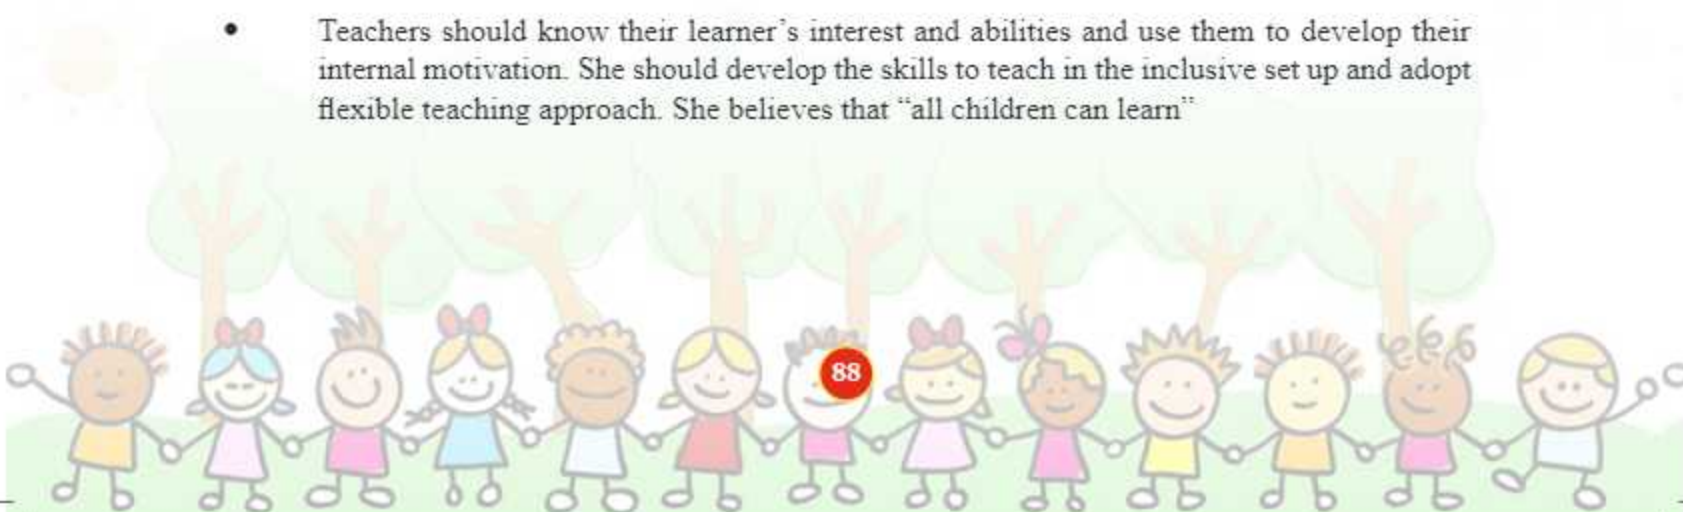 • Teachers should know their learner's interest and abilities and use them to develop their
internal motivation. She should develop the skills to teach in the inclusive set up and adopt
flexible teaching approach. She believes that “all children can learn”
88